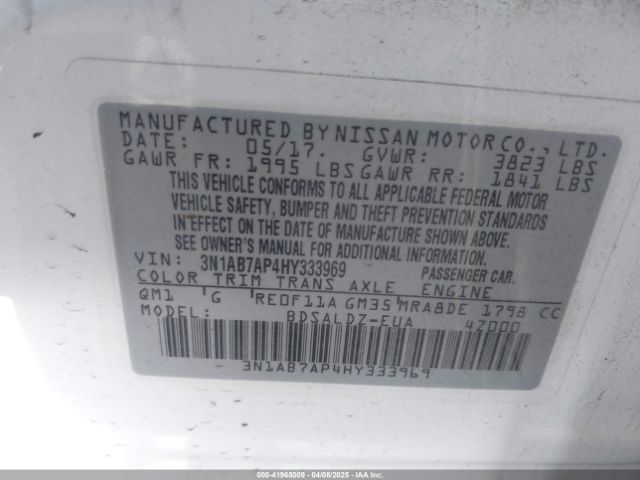 MANUFACTURED BY NISSAN MOTOR CO., LTD.
DATE: 05/17. GVWR: 3823 LBS
GAWR FR: 1995 LBS GAWR RR: 1841 LBS
THIS VEHICLE CONFORMS TO ALL APPLICABLE FEDERAL MOTOR
VEHICLE SAFETY, BUMPER AND THEFT PREVENTION STANDARDS
IN EFFECT ON THE DATE OF MANUFACTURE SHOWN ABOVE.
SEE OWNER'S MANUAL FOR ADDITIONAL INFORMATION.
VIN: 3N1AB7AP4HY333969 PASSENGER CAR.
COLOR TRIM TRANS AXLE ENGINE
QM1 G RE0F11A GM35 MRA8DE 1798 CC
MODEL: BDSALDZ-EUA 4Z000
3N1AB7AP4HY333969
000-41965009 04/08/2025 - IAAI.COM